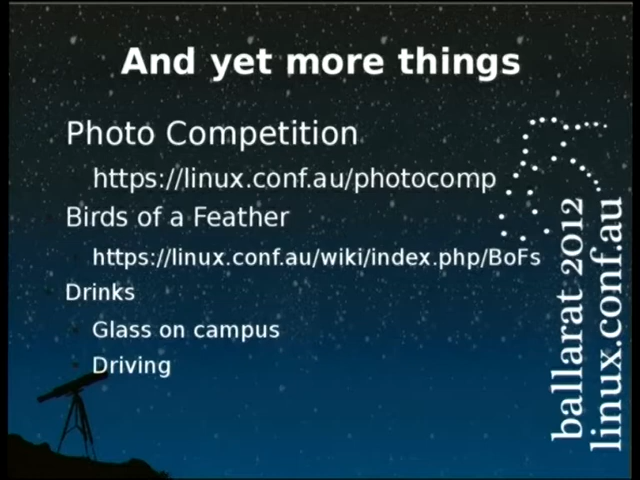 And yet more things
Photo Competition
https://linux.conf.au/photocomp
Birds of a Feather
https://linux.conf.au/wiki/index.php/BoFs
Drinks
Glass on campus
Driving
ballarat 2012
linux.conf.au